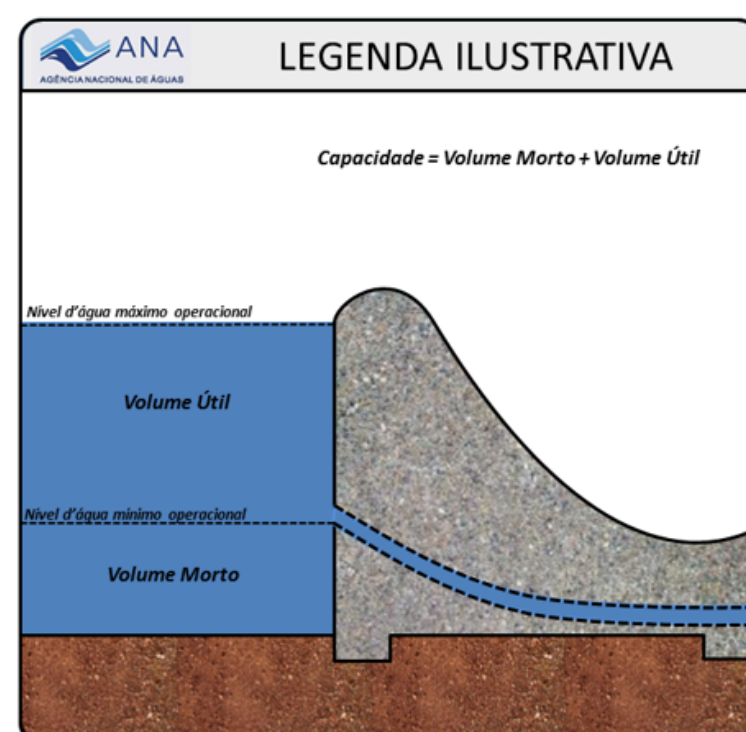 ANA
AGÊNCIA NACIONAL DE ÁGUAS
LEGENDA ILUSTRATIVA
Capacidade = Volume Morto + Volume Útil
Nível d'água máximo operacional
Volume Útil
Nível d'água mínimo operacional
Volume Morto